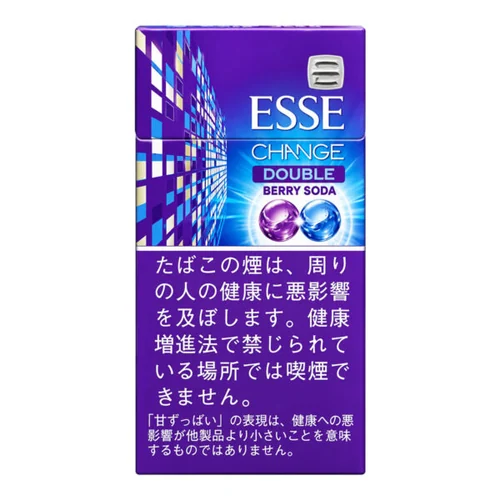 ESSE
CHANGE
DOUBLE
BERRY SODA
たばこの煙は、周り
の人の健康に悪影響
を及ぼします。健康
増進法で禁じられて
いる場所では喫煙で
きません。
「甘ずっぱい」の表現は、健康への悪
影響が他製品より小さいことを意味
するものではありません。